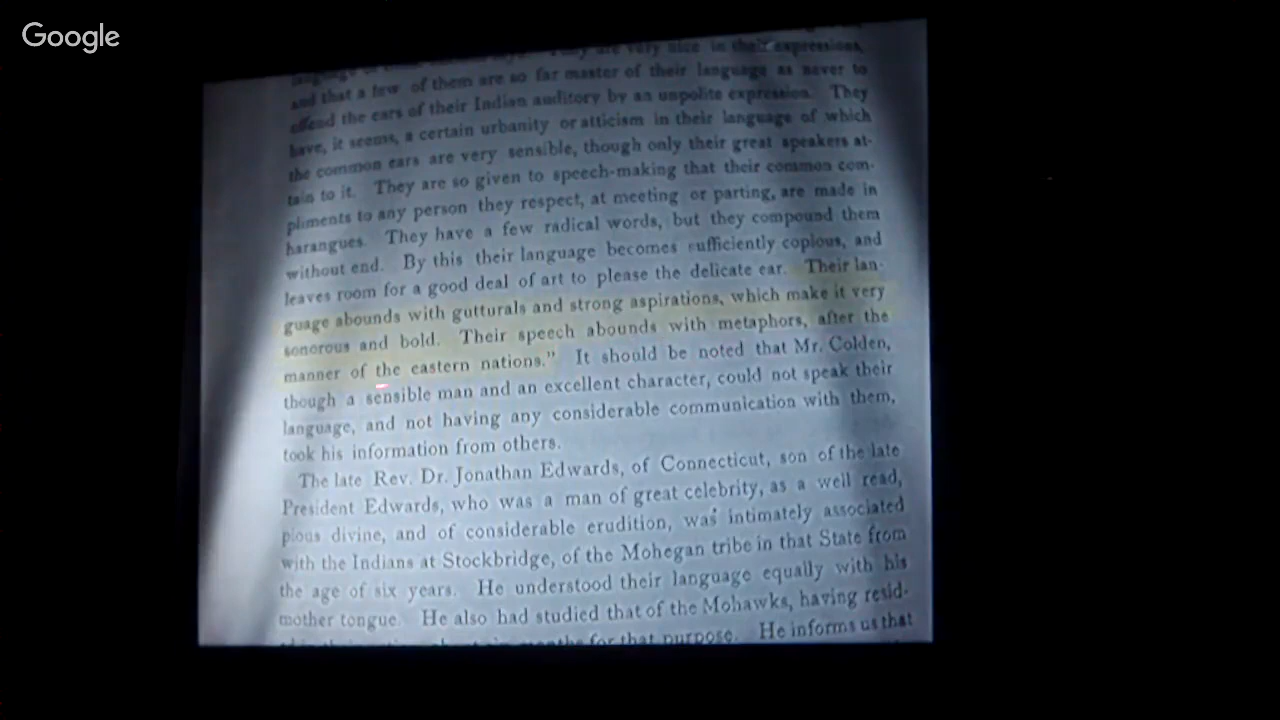 Google
They are very nice in their expressions,
and that a few of them are so far master of their language as never to
offend the ears of their Indian auditory by an unpolite expression. They
have, it seems, a certain urbanity or atticism in their language of which
the common ears are very sensible, though only their great speakers at-
tain to it. They are so given to speech-making that their common com-
pliments to any person they respect, at meeting or parting, are made in
harangues. They have a few radical words, but they compound them
without end. By this their language becomes sufficiently copious, and
leaves room for a good deal of art to please the delicate ear. Their lan-
guage abounds with gutturals and strong aspirations, which make it very
sonorous and bold. Their speech abounds with metaphors, after the
manner of the eastern nations." It should be noted that Mr. Colden,
though a sensible man and an excellent character, could not speak their
language, and not having any considerable communication with them,
took his information from others.
The late Rev. Dr. Jonathan Edwards, of Connecticut, son of the late
President Edwards, who was a man of great celebrity, as a well read,
pious divine, and of considerable erudition, was intimately associated
with the Indians at Stockbridge, of the Mohegan tribe in that State from
the age of six years. He understood their language equally with his
mother tongue. He also had studied that of the Mohawks, having resid-
months for that purpose. He informs us that